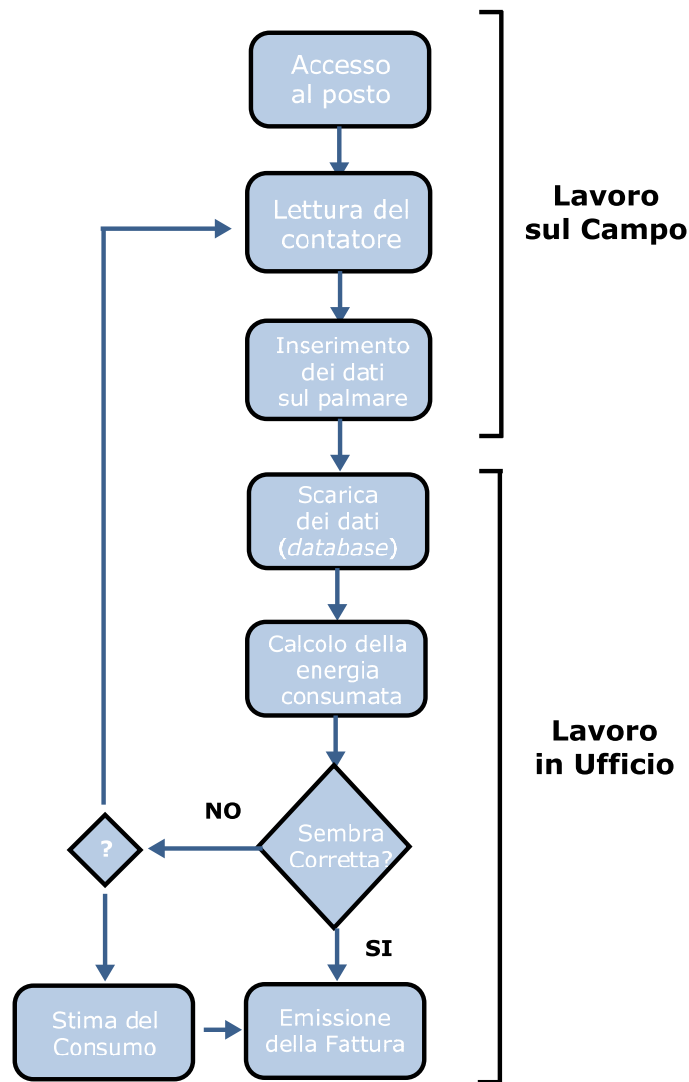 Accesso
al posto
Lettura del
contatore
Lavoro
sul Campo
Inserimento
dei dati
sul palmare
Scarica
dei dati
(database)
Calcolo della
energia
consumata
Lavoro
in Ufficio
NO
?
Sembra
Corretta?
SI
Stima del
Consumo
Emissione
della Fattura